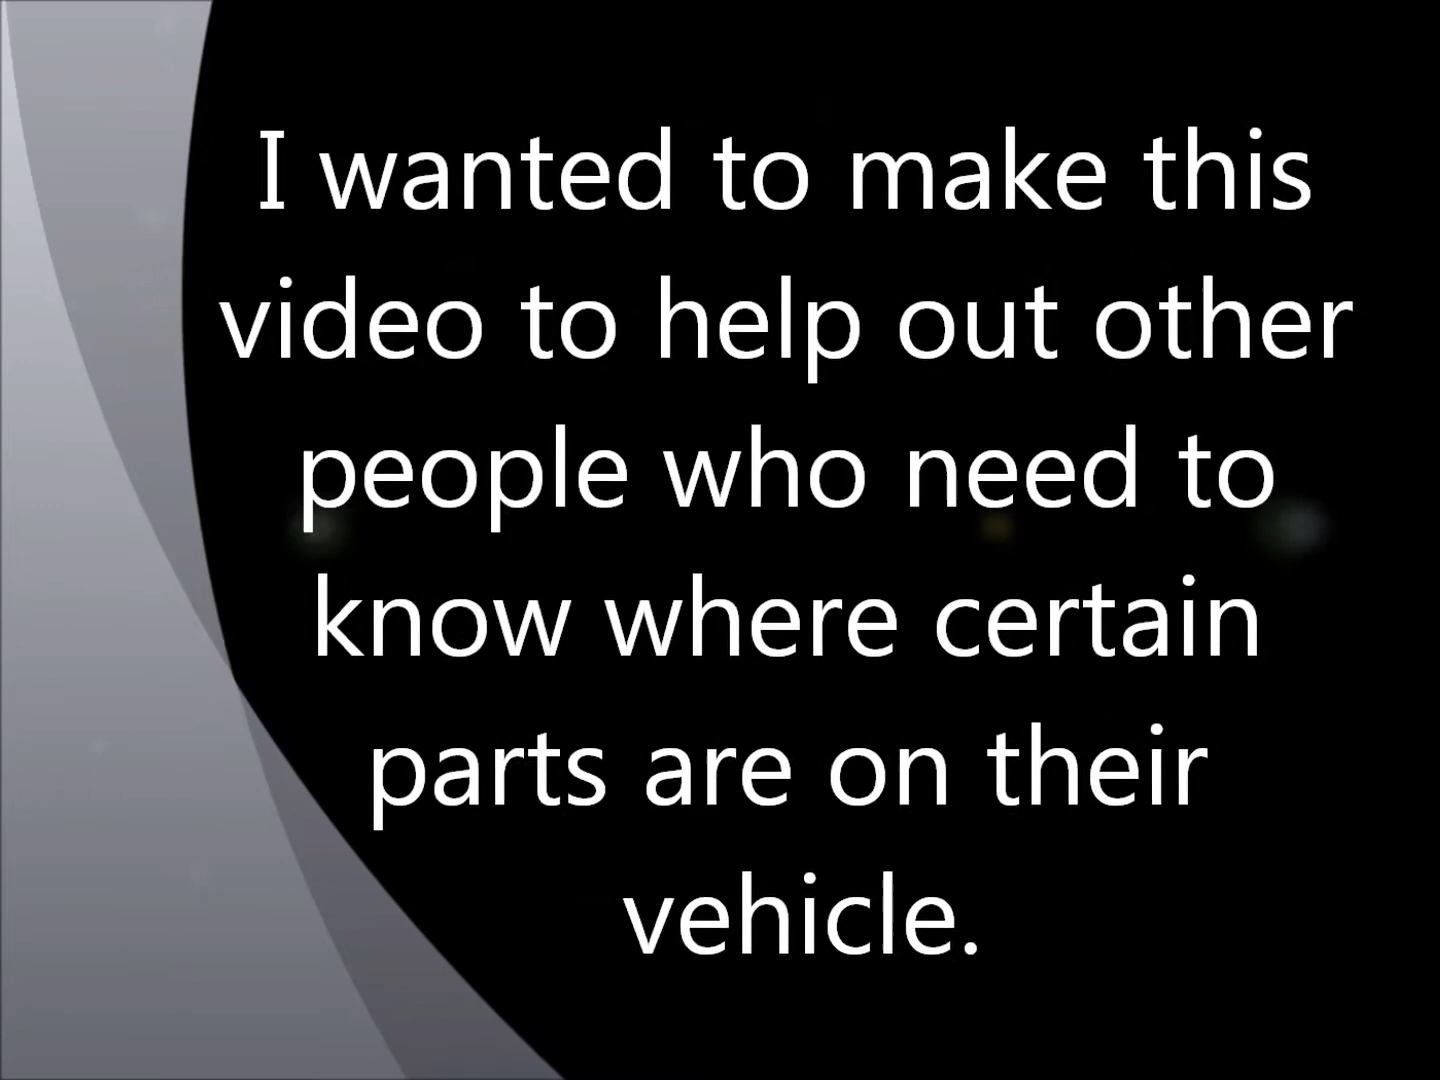 I wanted to make this
video to help out other
people who need to
know where certain
parts are on their
vehicle.